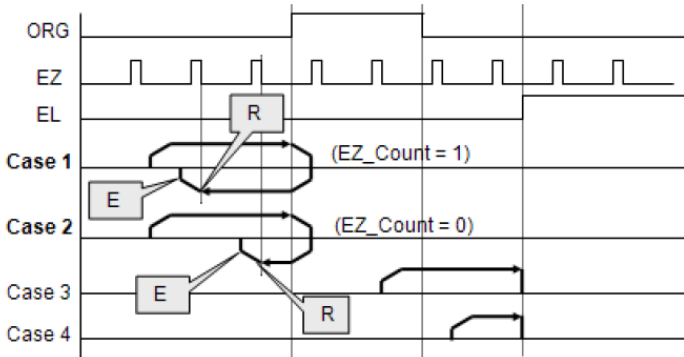 ORG
EZ
EL
R
Case 1
(EZ_Count = 1)
E
Case 2
(EZ_Count = 0)
E
R
Case 3
Case 4